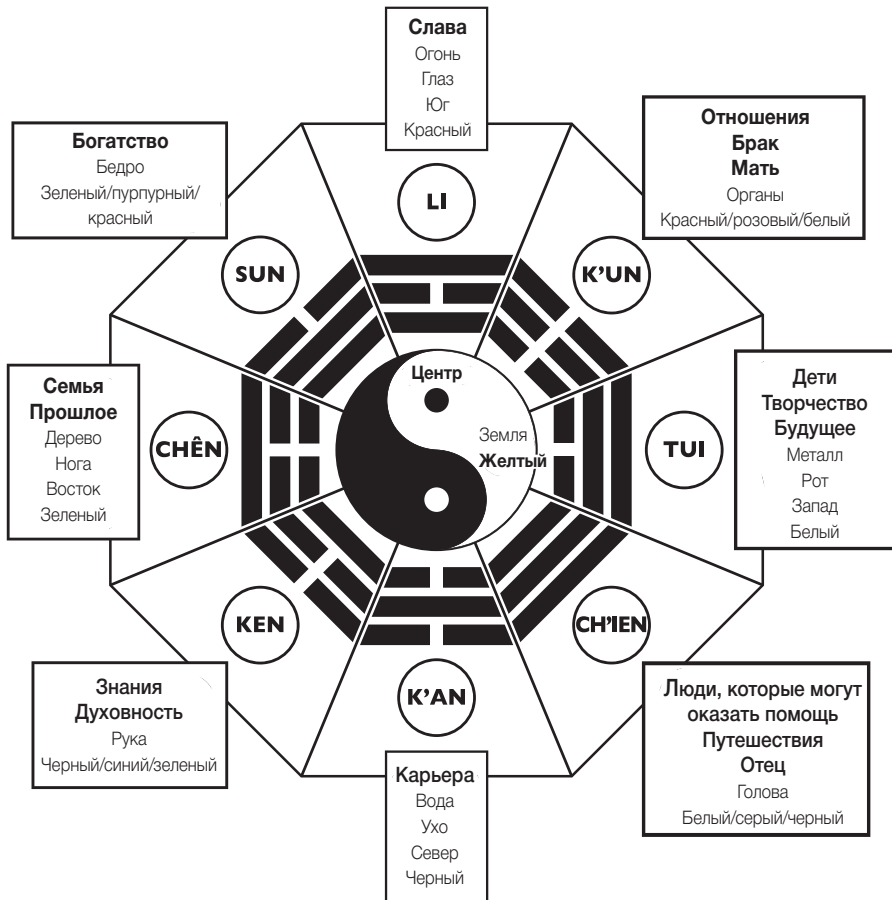 Слава
Огонь
Глаз
Юг
Красный
LI
Богатство
Бедро
Зеленый/пурпурный/
красный
SUN
Отношения
Брак
Мать
Органы
Красный/розовый/белый
K'UN
Семья
Прошлое
Дерево
Нога
Восток
Зеленый
CHÊN
Центр
Земля
Желтый
Дети
Творчество
Будущее
Металл
Рот
Запад
Белый
TUI
KEN
Знания
Духовность
Рука
Черный/синий/зеленый
K'AN
Карьера
Вода
Ухо
Север
Черный
CH'IEN
Люди, которые могут
оказать помощь
Путешествия
Отец
Голова
Белый/серый/черный